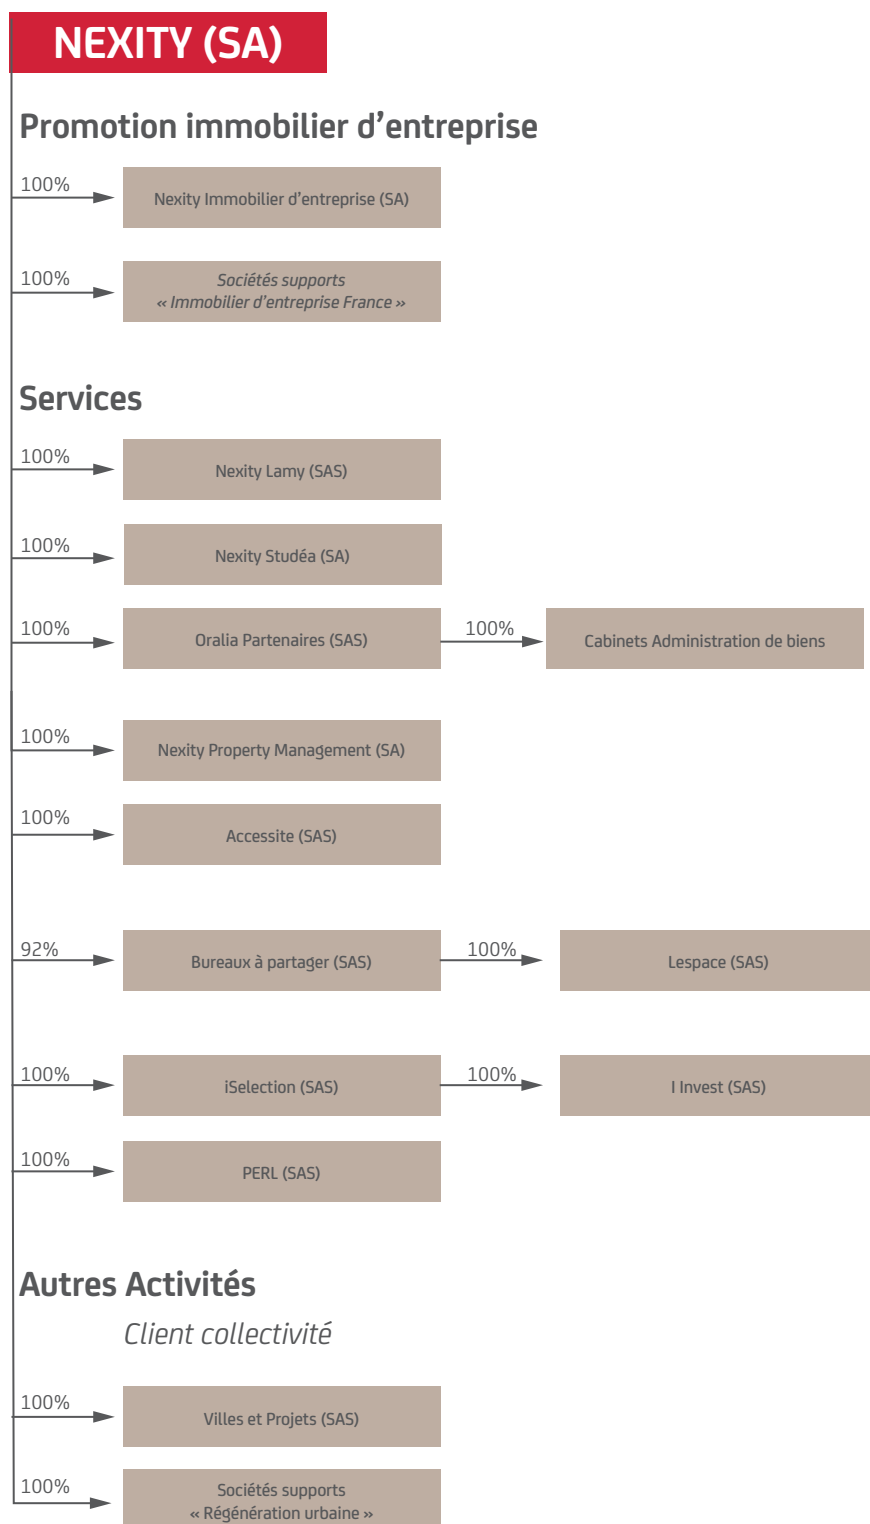 NEXITY (SA)
Promotion immobilier d'entreprise
100%
Nexity Immobilier d'entreprise (SA)
100%
Sociétés supports
« Immobilier d'entreprise France »
Services
100%
Nexity Lamy (SAS)
100%
Nexity Studéa (SA)
100%
Oralia Partenaires (SAS)
100%
Cabinets Administration de biens
100%
Nexity Property Management (SA)
100%
Accessite (SAS)
92%
Bureaux à partager (SAS)
100%
Lespace (SAS)
100%
iSelection (SAS)
100%
I Invest (SAS)
100%
PERL (SAS)
Autres Activités
Client collectivité
100%
Villes et Projets (SAS)
100%
Sociétés supports
« Régénération urbaine »